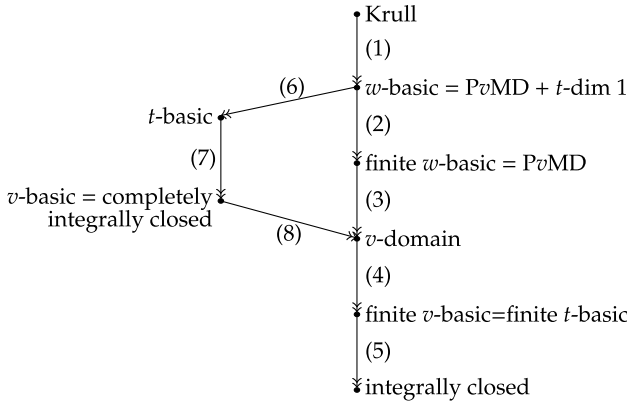 Krull
(1)
(6)
w-basic = PvMD + t-dim 1
t-basic
(2)
(7)
finite w-basic = PvMD
v-basic = completely
integrally closed
(3)
(8)
v-domain
(4)
finite v-basic=finite t-basic
(5)
integrally closed